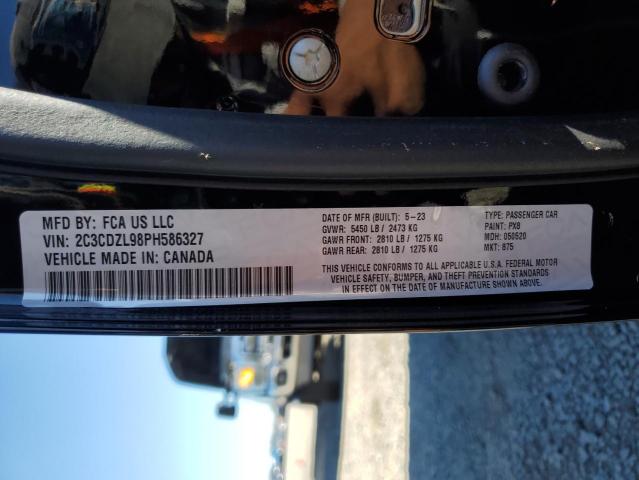 MFD BY: FCA US LLC
VIN: 2C3CDZL98PH586327
VEHICLE MADE IN: CANADA
DATE OF MFR (BUILT): 5-23
GVWR: 5450 LB / 2473 KG
GAWR FRONT: 2810 LB / 1275 KG
GAWR REAR: 2810 LB / 1275 KG
TYPE: PASSENGER CAR
PAINT: PX8
MDH: 050520
MKT: 875
THIS VEHICLE CONFORMS TO ALL APPLICABLE U.S.A. FEDERAL MOTOR
VEHICLE SAFETY, BUMPER, AND THEFT PREVENTION STANDARDS
IN EFFECT ON THE DATE OF MANUFACTURE SHOWN ABOVE.